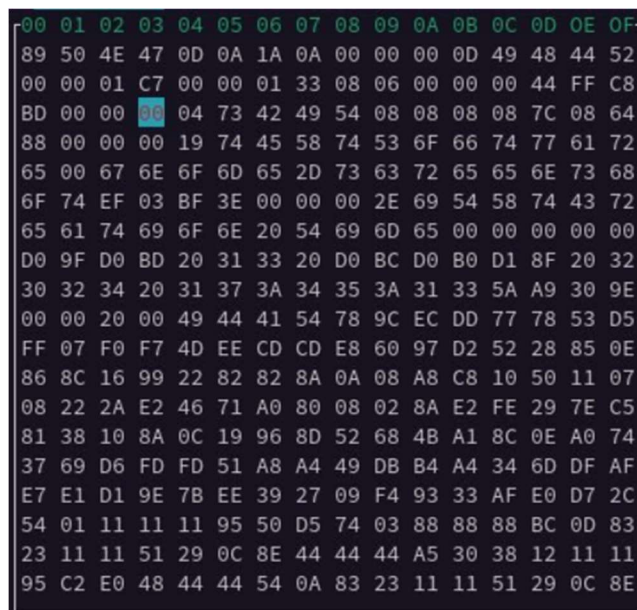 00 01 02 03 04 05 06 07 08 09 0A 0B 0C 0D 0E 0F
89 50 4E 47 0D 0A 1A 0A 00 00 00 0D 49 48 44 52
00 00 01 C7 00 00 01 33 08 06 00 00 00 44 FF C8
BD 00 00 00 04 73 42 49 54 08 08 08 08 7C 08 64
88 00 00 00 19 74 45 58 74 53 6F 66 74 77 61 72
65 00 67 6E 6F 6D 65 2D 73 63 72 65 65 6E 73 68
6F 74 EF 03 BF 3E 00 00 00 2E 69 54 58 74 43 72
65 61 74 69 6F 6E 20 54 69 6D 65 00 00 00 00 00
D0 9F D0 BD 20 31 33 20 D0 BC D0 B0 D1 8F 20 32
30 32 34 20 31 37 3A 34 35 3A 31 33 5A A9 30 9E
00 00 20 00 49 44 41 54 78 9C EC DD 77 78 53 D5
FF 07 F0 F7 4D EE CD CD E8 60 97 D2 52 28 85 0E
86 8C 16 99 22 82 82 8A 0A 08 A8 C8 10 50 11 07
08 22 2A E2 46 71 A0 80 08 02 8A E2 FE 29 7E C5
81 38 10 8A 0C 19 96 8D 52 68 4B A1 8C 0E A0 74
37 69 D6 FD FD 51 A8 A4 49 DB B4 A4 34 6D DF AF
E7 E1 D1 9E 7B EE 39 27 09 F4 93 33 AF E0 D7 2C
54 01 11 11 11 95 50 D5 74 03 88 88 88 BC 0D 83
23 11 11 51 29 0C 8E 44 44 44 A5 30 38 12 11 11
95 C2 E0 48 44 44 54 0A 83 23 11 11 51 29 0C 8E